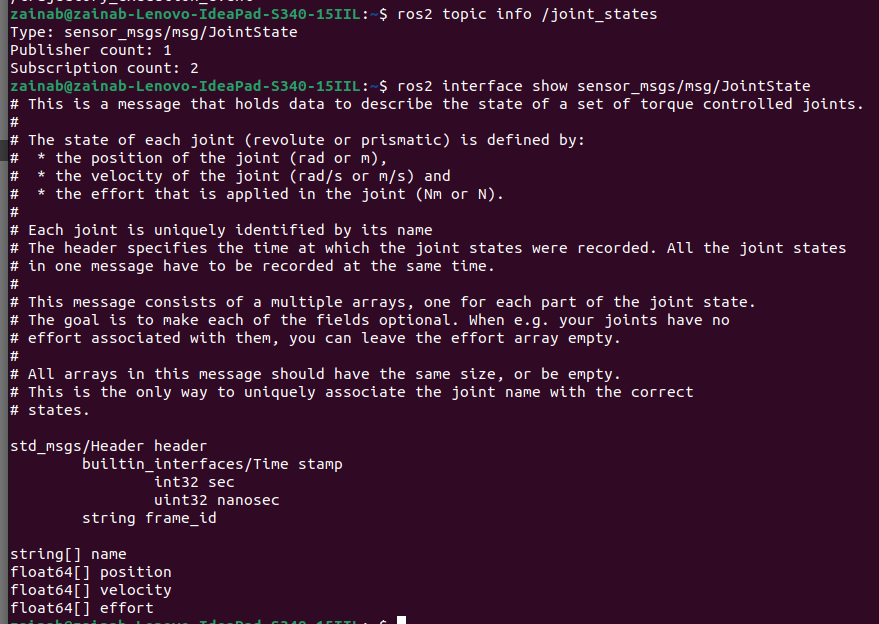 zainab@zainab-Lenovo-IdeaPad-S340-15IIL:~$ ros2 topic info /joint_states
Type: sensor_msgs/msg/JointState
Publisher count: 1
Subscription count: 2
zainab@zainab-Lenovo-IdeaPad-S340-15IIL:~$ ros2 interface show sensor_msgs/msg/JointState
# This is a message that holds data to describe the state of a set of torque controlled joints.
#
# The state of each joint (revolute or prismatic) is defined by:
#  * the position of the joint (rad or m),
#  * the velocity of the joint (rad/s or m/s) and
#  * the effort that is applied in the joint (Nm or N).
#
# Each joint is uniquely identified by its name
# The header specifies the time at which the joint states were recorded. All the joint states
# in one message have to be recorded at the same time.
#
# This message consists of a multiple arrays, one for each part of the joint state.
# The goal is to make each of the fields optional. When e.g. your joints have no
# effort associated with them, you can leave the effort array empty.
#
# All arrays in this message should have the same size, or be empty.
# This is the only way to uniquely associate the joint name with the correct
# states.

std_msgs/Header header
        builtin_interfaces/Time stamp
                int32 sec
                uint32 nanosec
        string frame_id

string[] name
float64[] position
float64[] velocity
float64[] effort